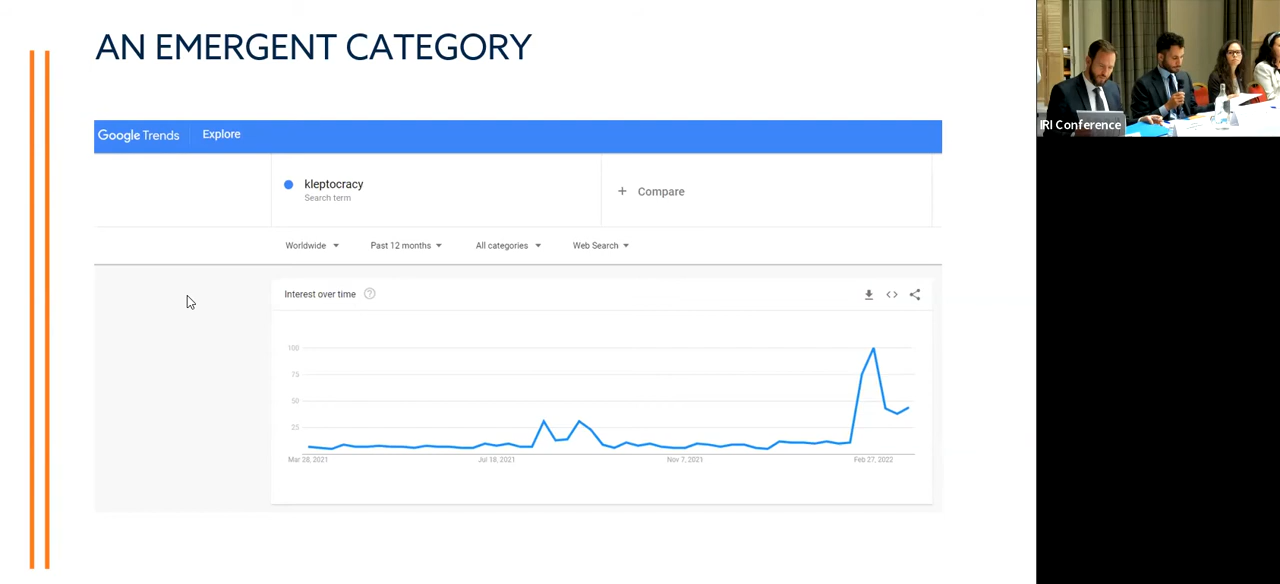 AN EMERGENT CATEGORY
Google Trends Explore
kleptocracy
Search term
+ Compare
Worldwide Past 12 months All categories Web Search
Interest over time
100
75
50
25
Mar 28, 2021 Jul 18, 2021 Nov 7, 2021 Feb 27, 2022
IRI Conference